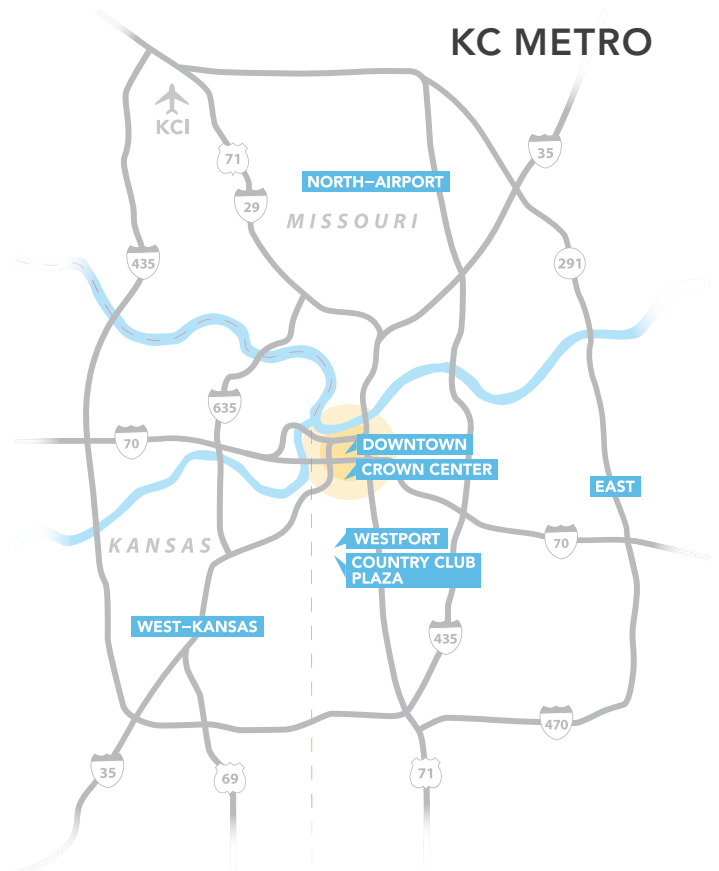 KC METRO
KCI
35
71
NORTH–AIRPORT
29
MISSOURI
435
291
635
70
DOWNTOWN
CROWN CENTER
EAST
KANSAS
WESTPORT
70
COUNTRY CLUB
PLAZA
WEST–KANSAS
435
470
35
69
71